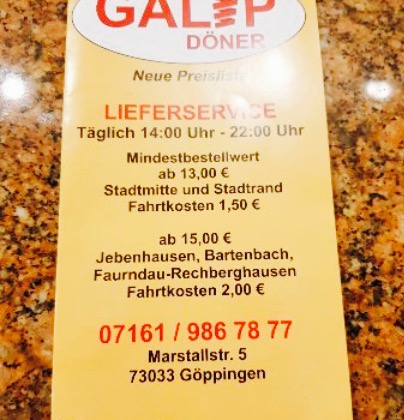 GALIP
DÖNER
Neue Preisliste
LIEFERSERVICE
Täglich 14:00 Uhr - 22:00 Uhr
Mindestbestellwert
ab 13,00 €
Stadtmitte und Stadtrand
Fahrtkosten 1,50 €
ab 15,00 €
Jebenhausen, Bartenbach,
Faurndau-Rechberghausen
Fahrtkosten 2,00 €
07161 / 986 78 77
Marstallstr. 5
73033 Göppingen